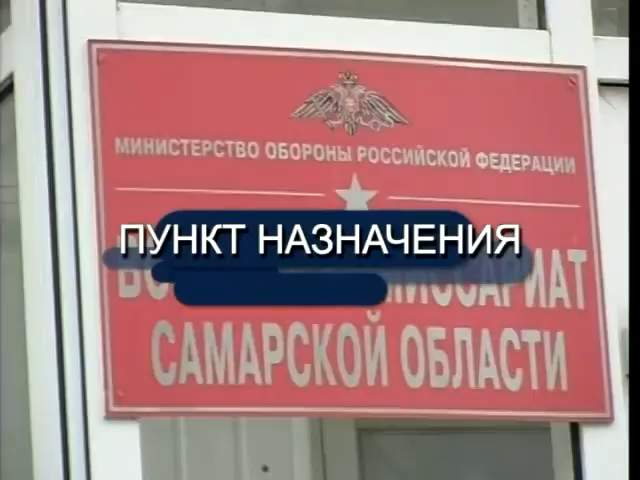 МИНИСТЕРСТВО ОБОРОНЫ РОССИЙСКОЙ ФЕДЕРАЦИИ
ПУНКТ НАЗНАЧЕНИЯ
САМАРСКОЙ ОБЛАСТИ